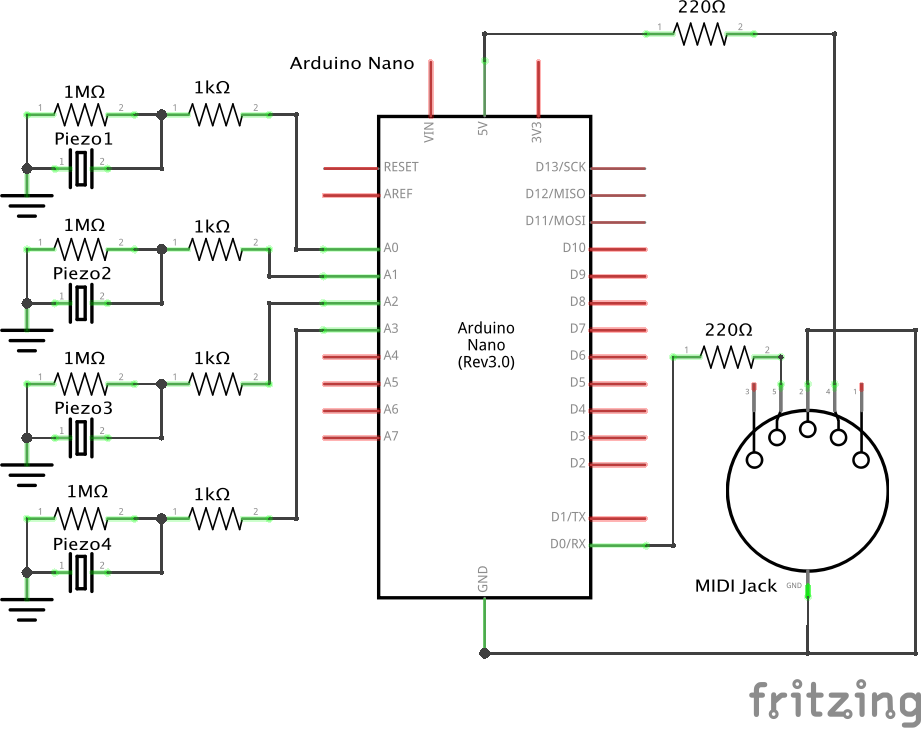 220Ω
1 2
Arduino Nano
1MΩ
1 2
1kΩ
1 2
Piezo1
1 2
VIN
5V
3V3
RESET
AREF
D13/SCK
D12/MISO
D11/MOSI
1MΩ
1 2
1kΩ
1 2
Piezo2
1 2
A0
A1
A2
A3
A4
A5
A6
A7
Arduino
Nano
(Rev3.0)
D10
D9
D8
D7
D6
D5
D4
D3
D2
D1/TX
D0/RX
GND
220Ω
1 2
3 5 2 4 1
1MΩ
1 2
1kΩ
1 2
Piezo3
1 2
1MΩ
1 2
1kΩ
1 2
Piezo4
1 2
MIDI Jack
GND
fritzing